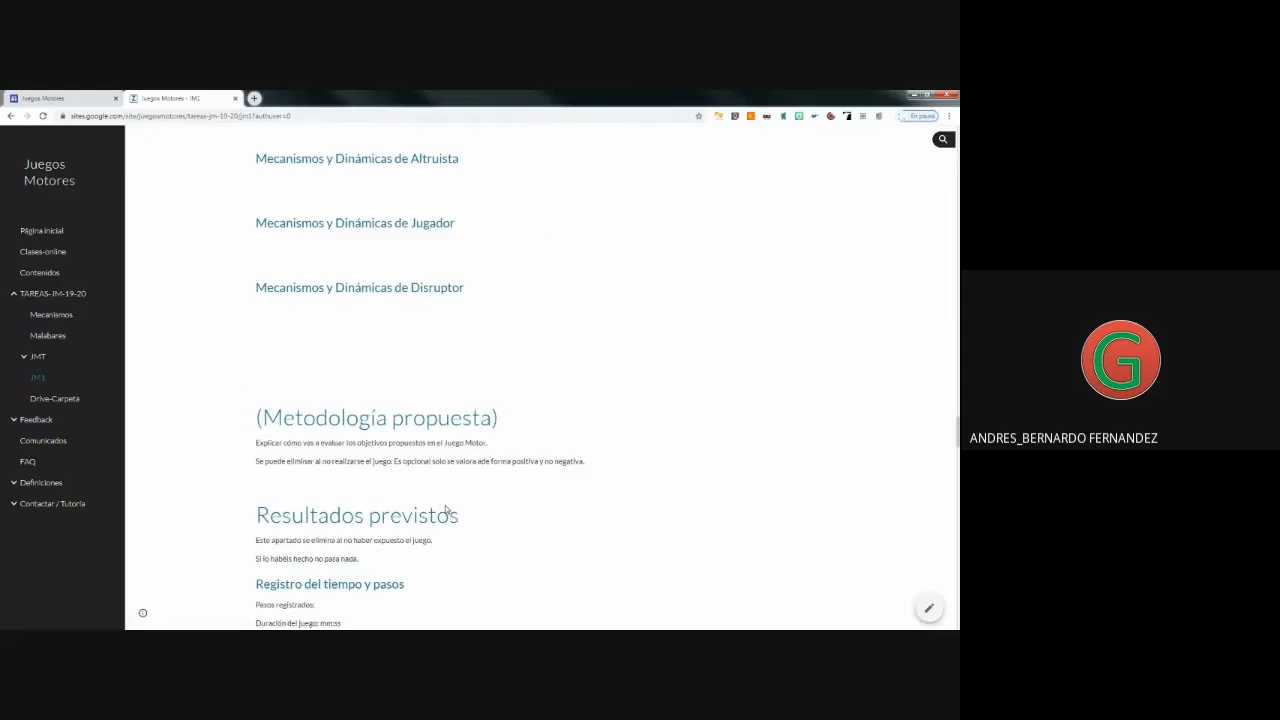 Juegos Motores
Juegos Motores - JM1
sites.google.com/site/juegosmotores/tareas-jm-19-20/jm1?authuser=0
En pausa
Juegos
Motores
Página inicial
Clases-online
Contenidos
TAREAS-JM-19-20
Mecanismos
Malabares
JMT
JM1
Drive-Carpeta
Feedback
Comunicados
FAQ
Definiciones
Contactar / Tutoría
Mecanismos y Dinámicas de Altruista
Mecanismos y Dinámicas de Jugador
Mecanismos y Dinámicas de Disruptor
(Metodología propuesta)
Explicar cómo vas a evaluar los objetivos propuestos en el Juego Motor.
Se puede eliminar al no realizarse el juego. Es opcional solo se valora ade forma positiva y no negativa.
Resultados previstos
Este apartado se elimina al no haber expuesto el juego.
Si lo habéis hecho no pasa nada.
Registro del tiempo y pasos
Pasos registrados:
Duración del juego: mm:ss
G
ANDRES_BERNARDO FERNANDEZ